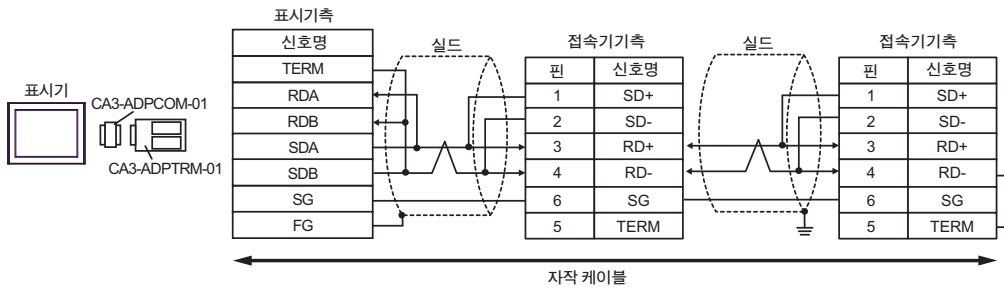 표시기
CA3-ADPCOM-01
CA3-ADPTRM-01
표시기측
신호명
TERM
RDA
RDB
SDA
SDB
SG
FG
실드
접속기기측
핀 신호명
1 SD+
2 SD-
3 RD+
4 RD-
6 SG
5 TERM
실드
접속기기측
핀 신호명
1 SD+
2 SD-
3 RD+
4 RD-
6 SG
5 TERM
자작 케이블